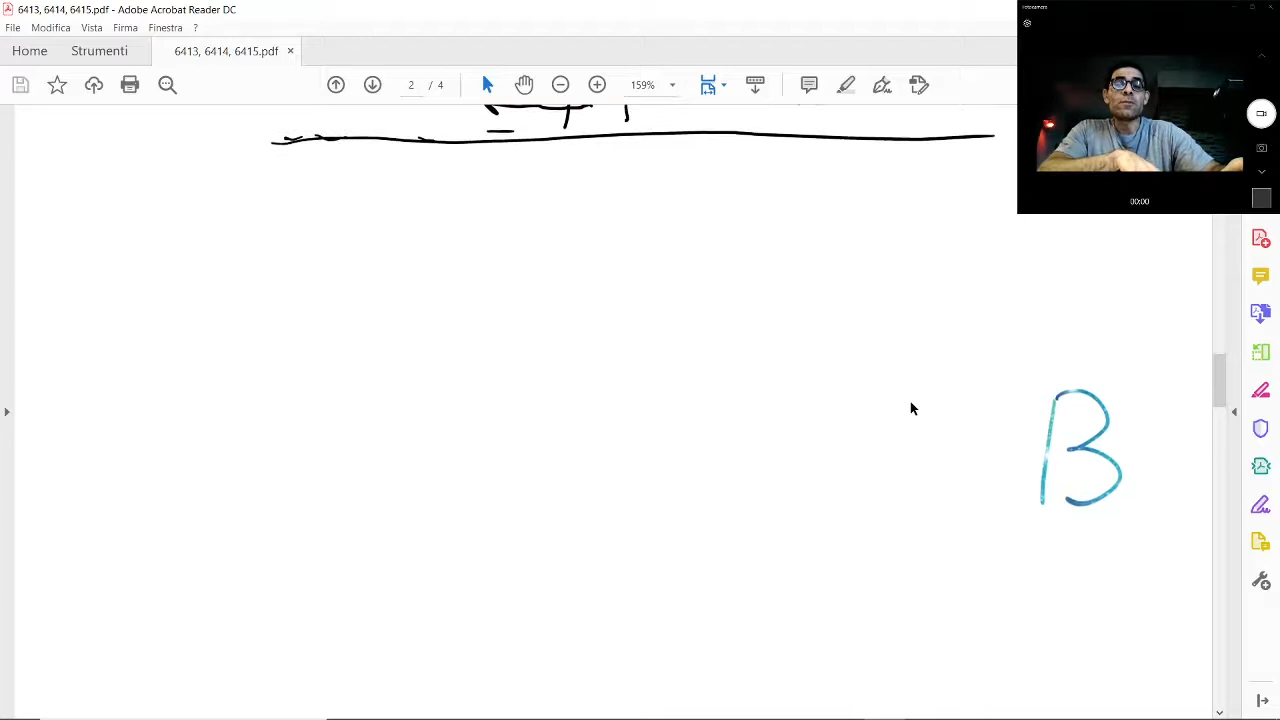 6413, 6414, 6415.pdf - Adobe Acrobat Reader DC
File Modifica Vista Firma Finestra ?
Home Strumenti 6413, 6414, 6415.pdf ×
2 / 4 159%
Fotocamera
00:00
B